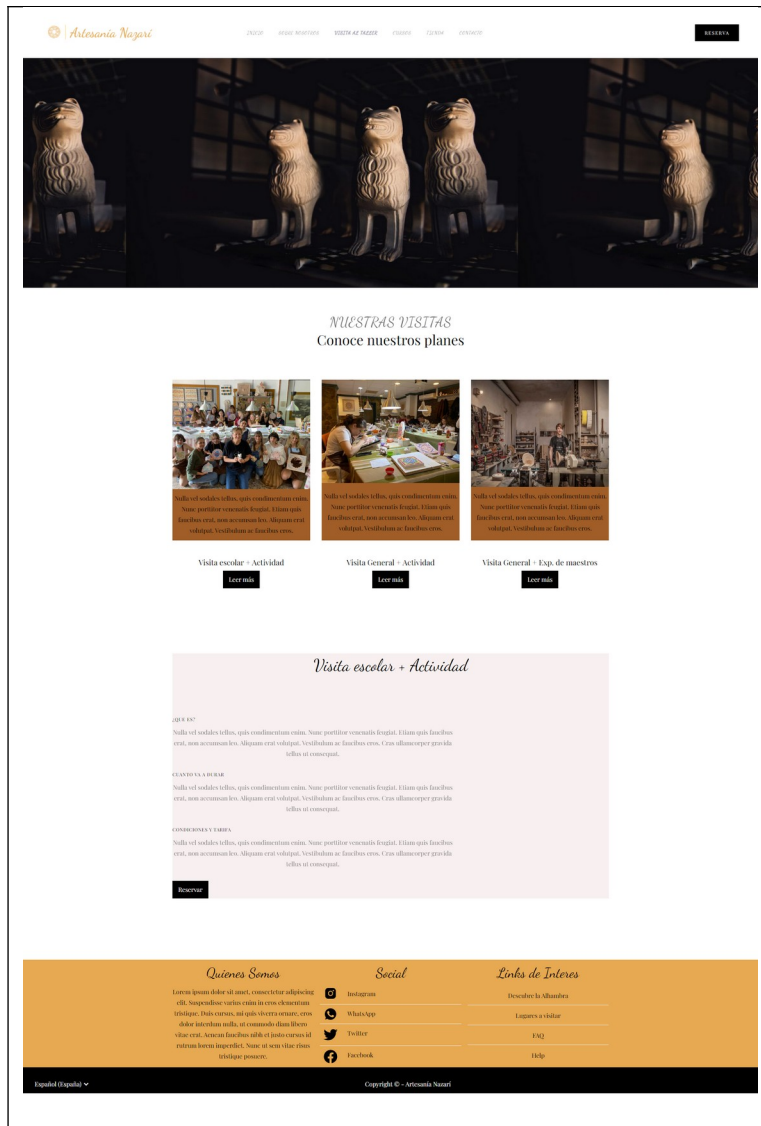 Artesanía Nazarí
INICIO SOBRE NOSOTROS VISITA AL TALLER CURSOS TIENDA CONTACTO
RESERVA
NUESTRAS VISITAS
Conoce nuestros planes
Nulla vel sodales tellus, quis condimentum enim.
Nunc porttitor venenatis feugiat. Etiam quis
faucibus erat, non accumsan leo. Aliquam erat
volutpat. Vestibulum ac faucibus eros.
Visita escolar + Actividad
Leer más
Nulla vel sodales tellus, quis condimentum enim.
Nunc porttitor venenatis feugiat. Etiam quis
faucibus erat, non accumsan leo. Aliquam erat
volutpat. Vestibulum ac faucibus eros.
Visita General + Actividad
Leer más
Nulla vel sodales tellus, quis condimentum enim.
Nunc porttitor venenatis feugiat. Etiam quis
faucibus erat, non accumsan leo. Aliquam erat
volutpat. Vestibulum ac faucibus eros.
Visita General + Exp. de maestros
Leer más
Visita escolar + Actividad
¿QUE ES?
Nulla vel sodales tellus, quis condimentum enim. Nunc porttitor venenatis feugiat. Etiam quis faucibus
erat, non accumsan leo. Aliquam erat volutpat. Vestibulum ac faucibus eros. Cras ullamcorper gravida
tellus ut consequat.
CUANTO VA A DURAR
Nulla vel sodales tellus, quis condimentum enim. Nunc porttitor venenatis feugiat. Etiam quis faucibus
erat, non accumsan leo. Aliquam erat volutpat. Vestibulum ac faucibus eros. Cras ullamcorper gravida
tellus ut consequat.
CONDICIONES Y TARIFA
Nulla vel sodales tellus, quis condimentum enim. Nunc porttitor venenatis feugiat. Etiam quis faucibus
erat, non accumsan leo. Aliquam erat volutpat. Vestibulum ac faucibus eros. Cras ullamcorper gravida
tellus ut consequat.
Reservar
Quienes Somos
Lorem ipsum dolor sit amet, consectetur adipiscing
elit. Suspendisse varius enim in eros elementum
tristique. Duis cursus, mi quis viverra ornare, eros
dolor interdum nulla, ut commodo diam libero
vitae erat. Aenean faucibus nibh et justo cursus id
rutrum lorem imperdiet. Nunc ut sem vitae risus
tristique posuere.
Social
Instagram
WhatsApp
Twitter
Facebook
Links de Interes
Descubre la Alhambra
Lugares a visitar
FAQ
Help
Español (España)
Copyright © - Artesanía Nazarí